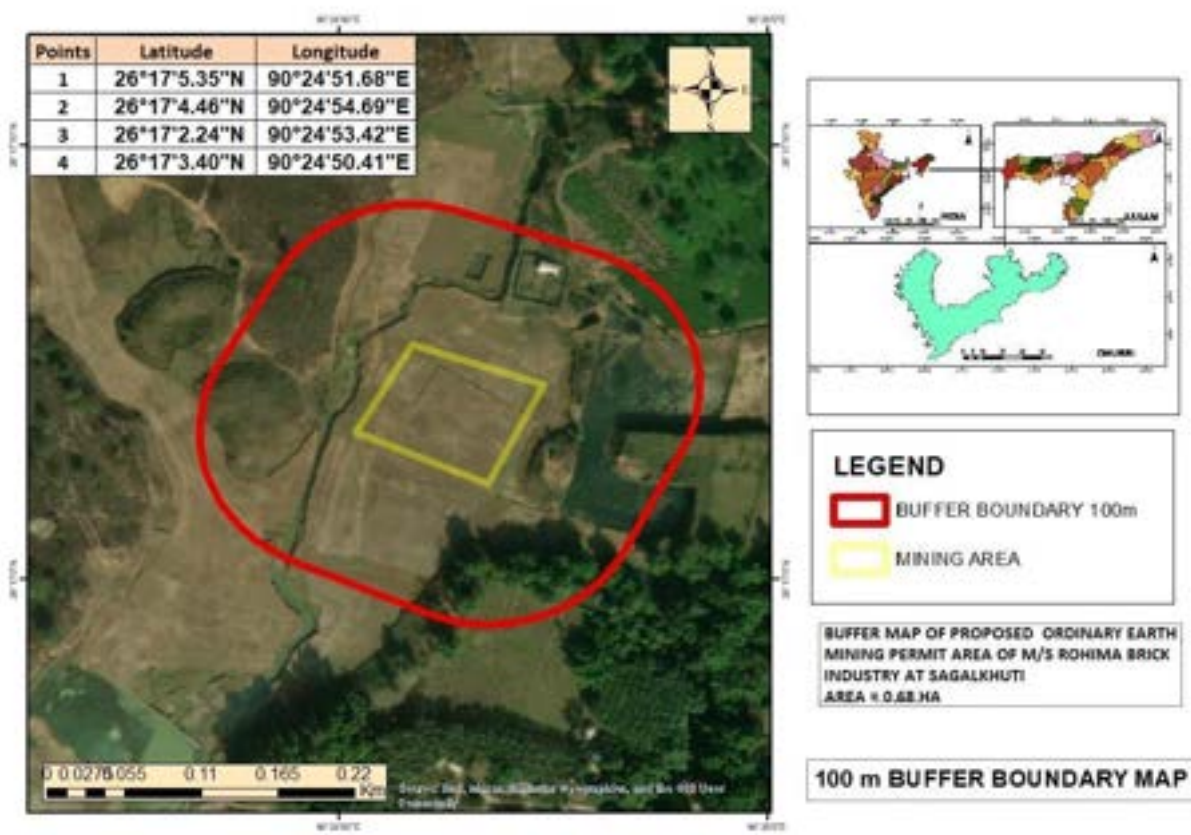 Points Latitude Longitude
1 26°17'5.35"N 90°24'51.68"E
2 26°17'4.46"N 90°24'54.69"E
3 26°17'2.24"N 90°24'53.42"E
4 26°17'3.40"N 90°24'50.41"E
INDIA
ASSAM
DHUBRI
LEGEND
BUFFER BOUNDARY 100m
MINING AREA
BUFFER MAP OF PROPOSED ORDINARY EARTH
MINING PERMIT AREA OF M/S ROHIMA BRICK
INDUSTRY AT SAGALKHUTI
AREA = 0.68 HA
0 0.0275 0.055 0.11 0.165 0.22
Km
100 m BUFFER BOUNDARY MAP